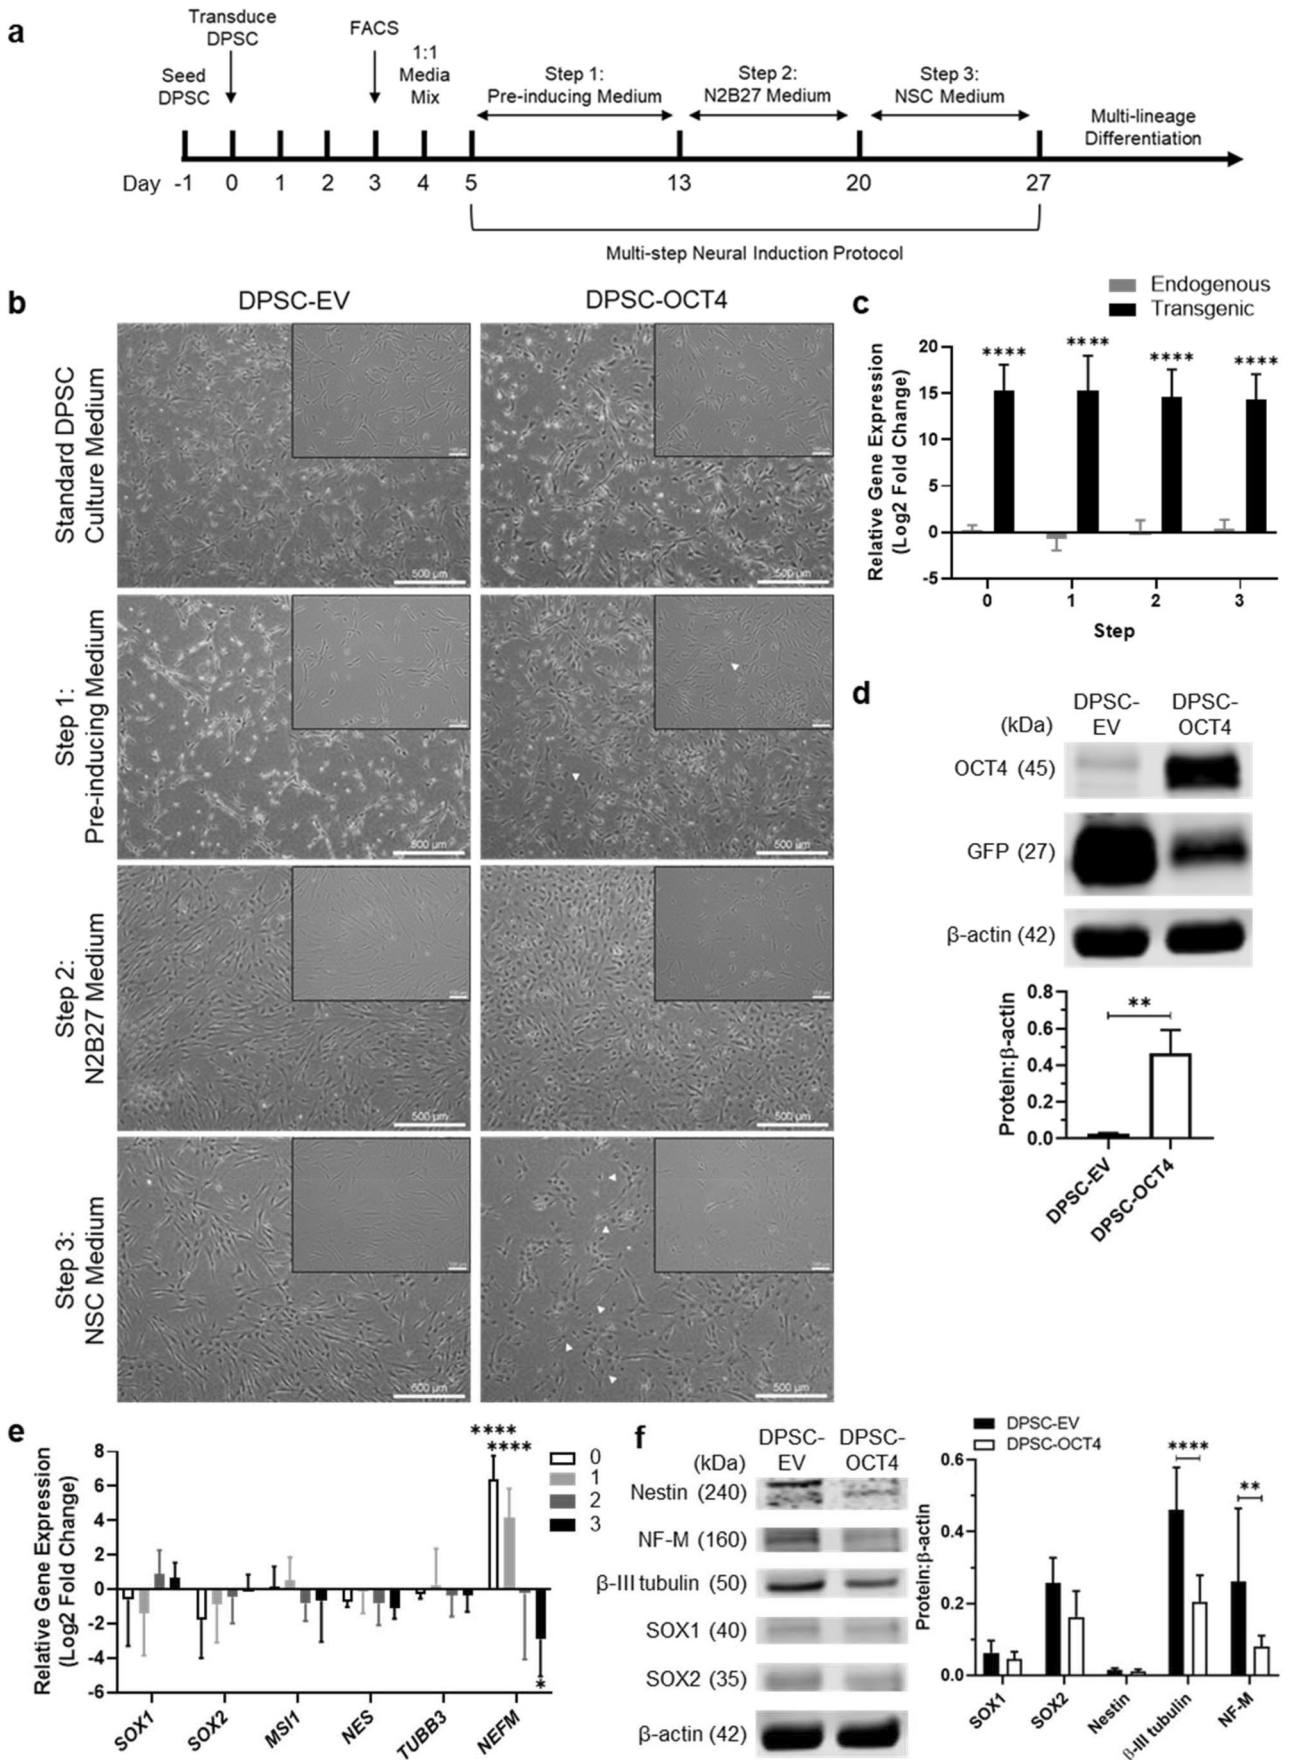 a
Transduce
DPSC
FACS
1:1
Media
Mix
Seed
DPSC
Step 1:
Pre-inducing Medium
Step 2:
N2B27 Medium
Step 3:
NSC Medium
Multi-lineage
Differentiation
Day -1 0 1 2 3 4 5 13 20 27
Multi-step Neural Induction Protocol
b
DPSC-EV DPSC-OCT4
Standard DPSC
Culture Medium
500 µm 500 µm
Step 1:
Pre-inducing Medium
500 µm 500 µm
Step 2:
N2B27 Medium
500 µm 500 µm
Step 3:
NSC Medium
500 µm 500 µm
c
Endogenous
Transgenic
Relative Gene Expression
(Log2 Fold Change)
20
15
10
5
0
-5
**** **** **** ****
0 1 2 3
Step
d
(kDa)
DPSC-
EV
DPSC-
OCT4
OCT4 (45)
GFP (27)
β-actin (42)
Protein:β-actin
0.8
0.6
0.4
0.2
0.0
**
DPSC-EV
DPSC-OCT4
e
Relative Gene Expression
(Log2 Fold Change)
8
6
4
2
0
-2
-4
-6
****
****
*
0
1
2
3
SOX1 SOX2 MSI1 NES TUBB3 NEFM
f
(kDa)
DPSC-
EV
DPSC-
OCT4
Nestin (240)
NF-M (160)
β-III tubulin (50)
SOX1 (40)
SOX2 (35)
β-actin (42)
DPSC-EV
DPSC-OCT4
Protein:β-actin
0.6
0.4
0.2
0.0
****
**
SOX1 SOX2 Nestin β-III tubulin NF-M